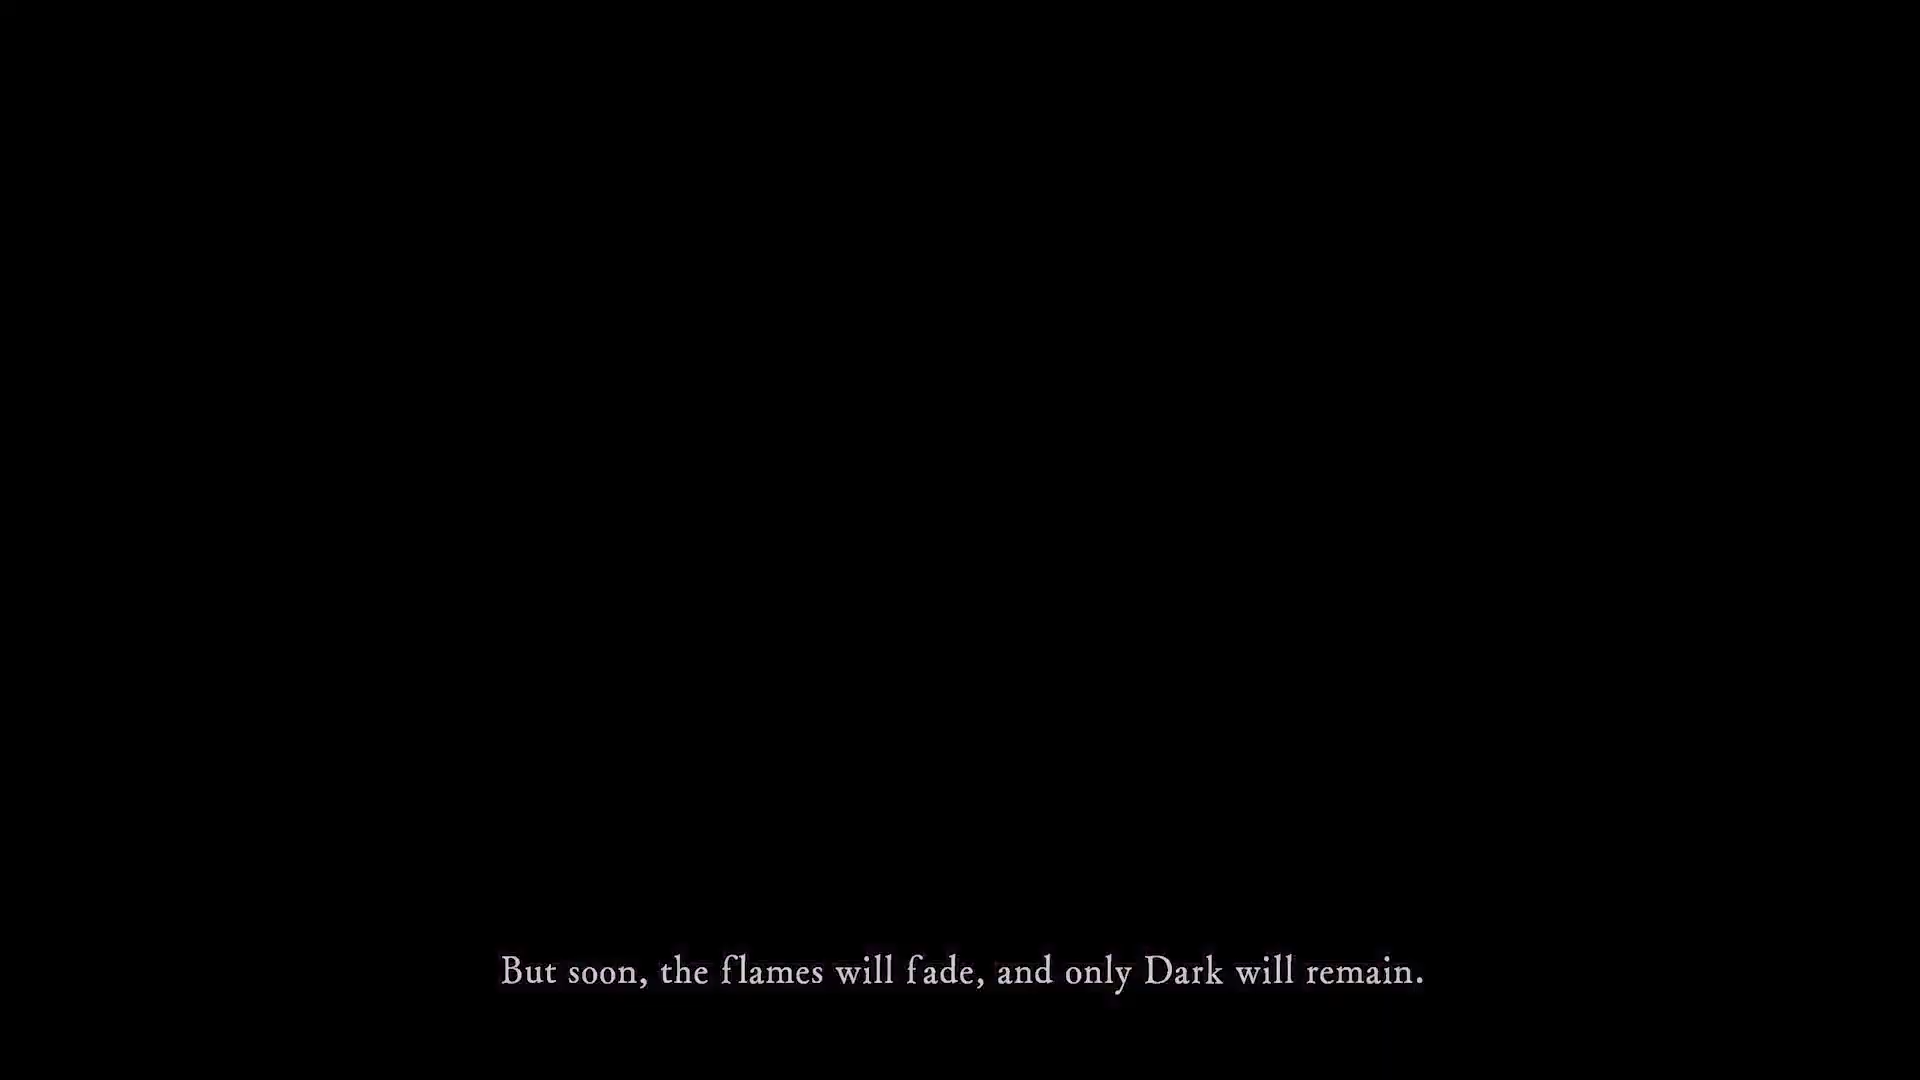 But soon, the flames will fade, and only Dark will remain.